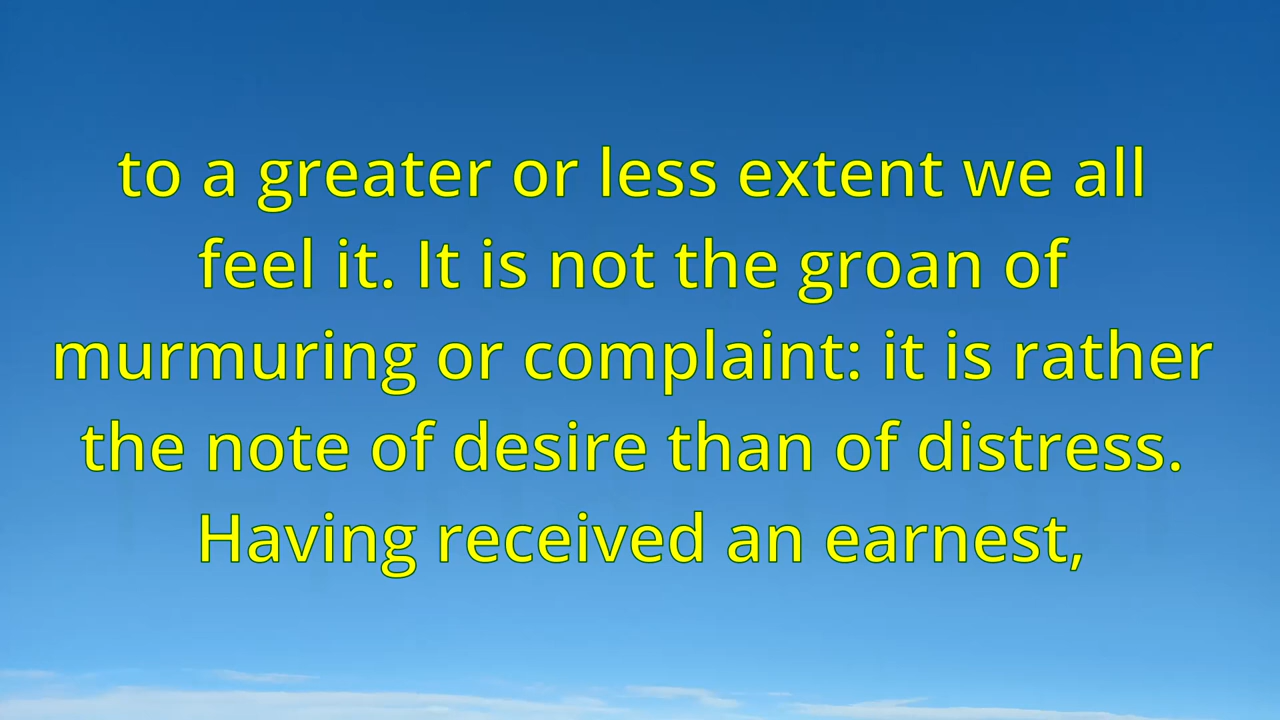 to a greater or less extent we all
feel it. It is not the groan of
murmuring or complaint: it is rather
the note of desire than of distress.
Having received an earnest,